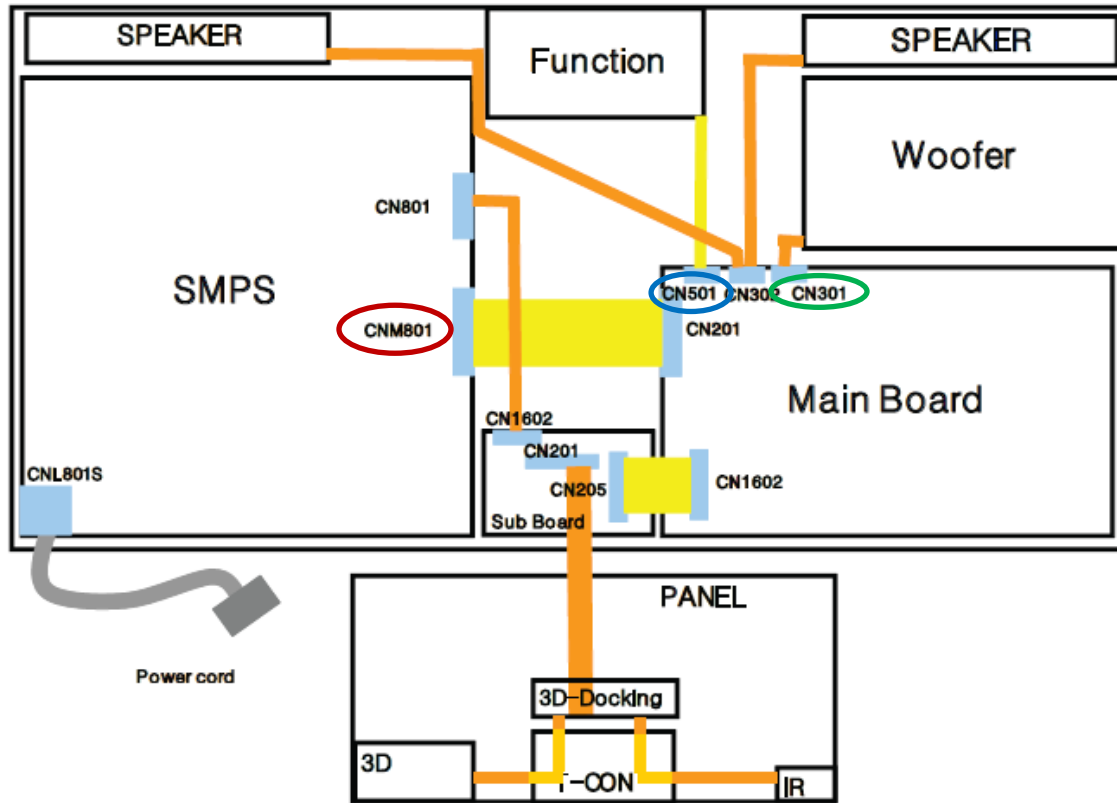 SPEAKER
Function
SPEAKER
Woofer
CN801
SMPS
CN501
CN302
CN301
CNM801
CN201
Main Board
CN1602
CN201
CNL801S
CN205
CN1602
Sub Board
PANEL
Power cord
3D-Docking
3D
T-CON
IR